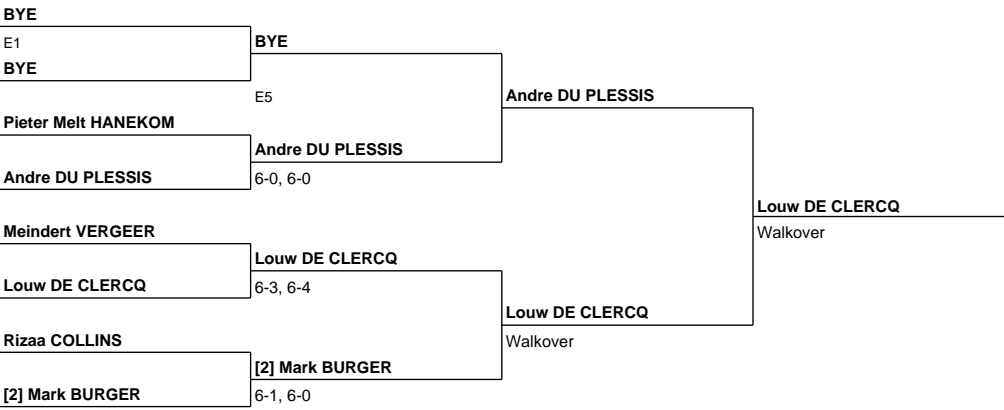 BYE
E1
BYE
BYE
E5
Andre DU PLESSIS
Pieter Melt HANEKOM
Andre DU PLESSIS
Andre DU PLESSIS
6-0, 6-0
Louw DE CLERCQ
Walkover
Meindert VERGEER
Louw DE CLERCQ
Louw DE CLERCQ
6-3, 6-4
Louw DE CLERCQ
Walkover
Rizaa COLLINS
[2] Mark BURGER
[2] Mark BURGER
6-1, 6-0